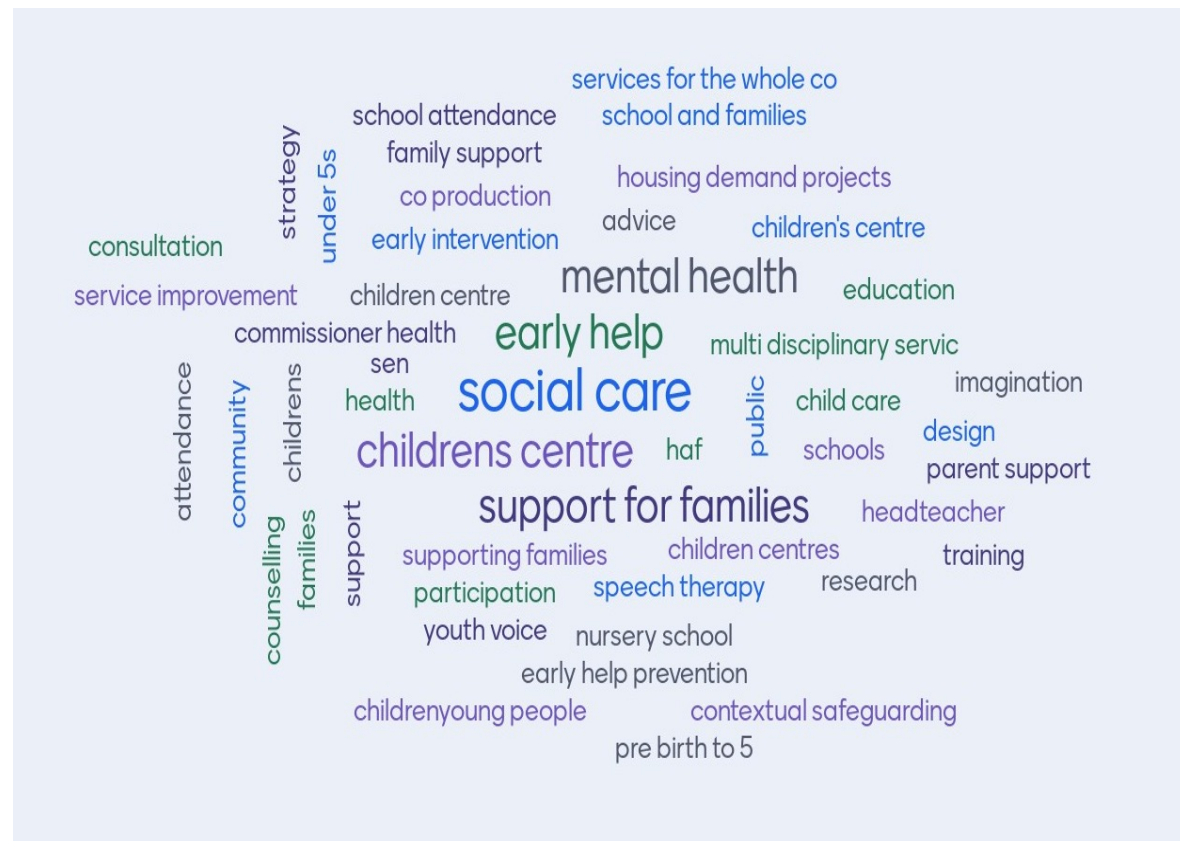 services for the whole co
school attendance
school and families
strategy
under 5s
family support
housing demand projects
co production
advice
children's centre
consultation
early intervention
mental health
education
service improvement
children centre
commissioner health
early help
multi disciplinary servic
sen
attendance
community
childrens
health
social care
public
child care
imagination
design
childrens centre
haf
schools
parent support
counselling
families
support
support for families
headteacher
supporting families
children centres
training
participation
speech therapy
research
youth voice
nursery school
early help prevention
childrenyoung people
contextual safeguarding
pre birth to 5